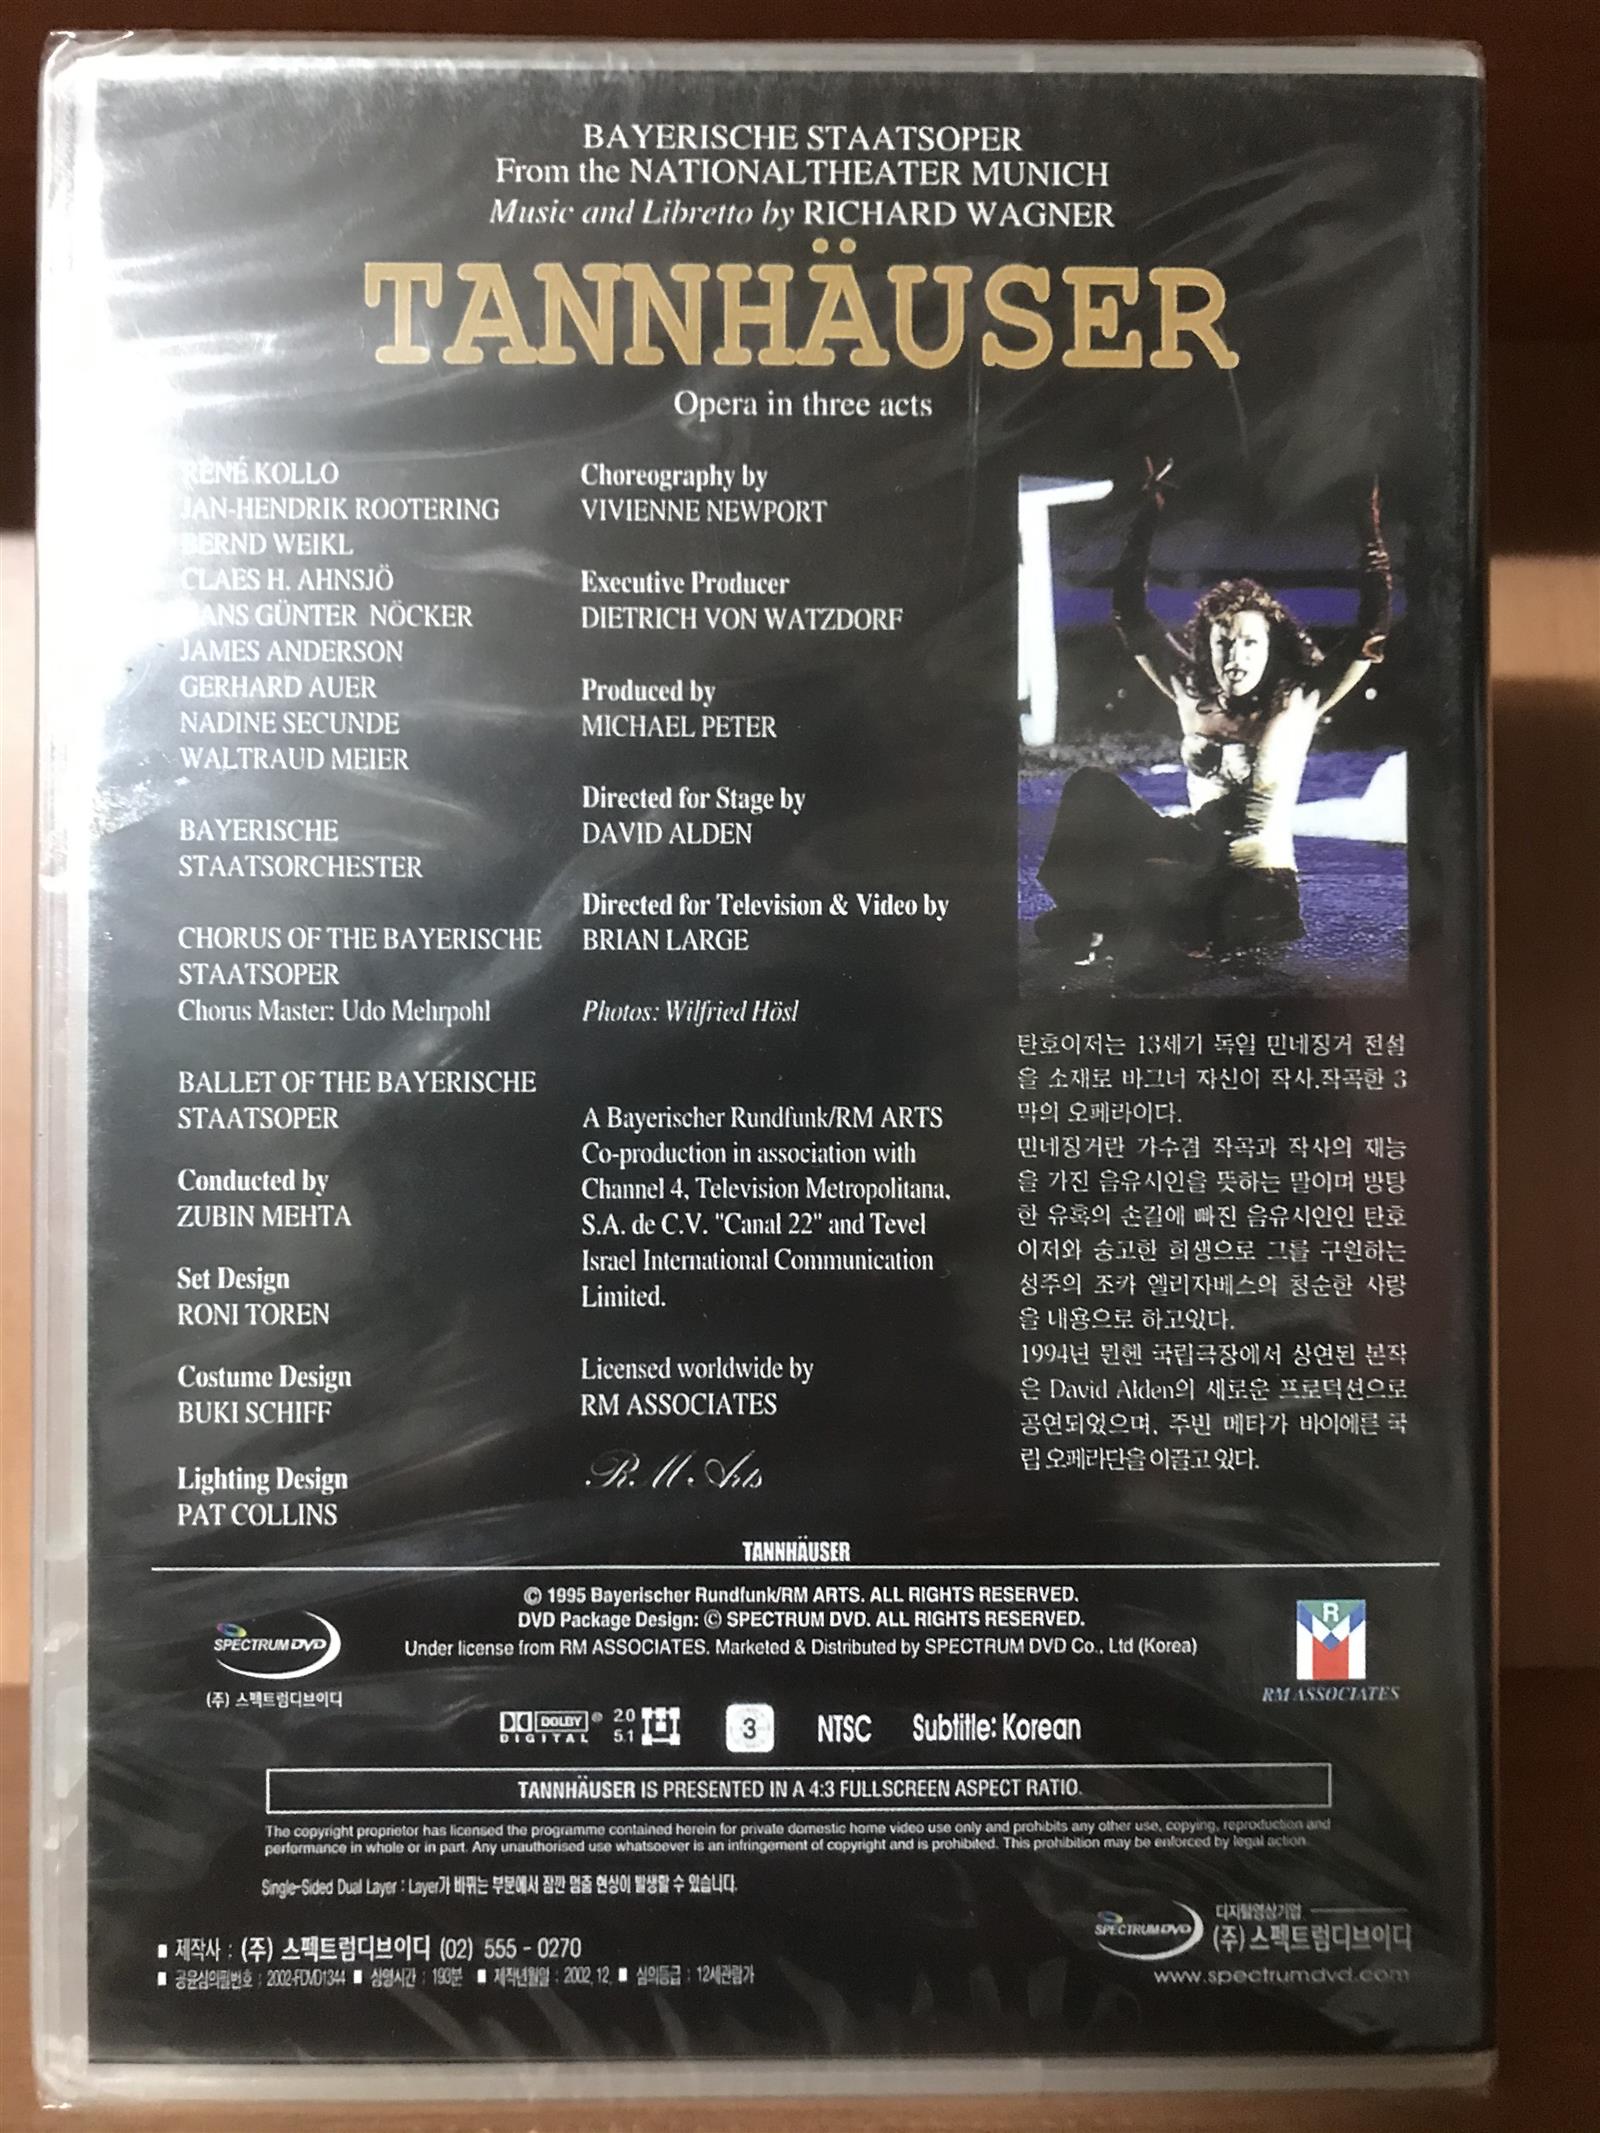 BAYERISCHE STAATSOPER
From the NATIONALTHEATER MUNICH
Music and Libretto by RICHARD WAGNER
TANNHÄUSER
Opera in three acts
RENÉ KOLLO
JAN-HENDRIK ROOTERING
BERND WEIKL
CLAES H. AHNSJÖ
HANS GÜNTER NÖCKER
JAMES ANDERSON
GERHARD AUER
NADINE SECUNDE
WALTRAUD MEIER
BAYERISCHE
STAATSORCHESTER
CHORUS OF THE BAYERISCHE
STAATSOPER
Chorus Master: Udo Mehrpohl
BALLET OF THE BAYERISCHE
STAATSOPER
Conducted by
ZUBIN MEHTA
Set Design
RONI TOREN
Costume Design
BUKI SCHIFF
Lighting Design
PAT COLLINS
Choreography by
VIVIENNE NEWPORT
Executive Producer
DIETRICH VON WATZDORF
Produced by
MICHAEL PETER
Directed for Stage by
DAVID ALDEN
Directed for Television & Video by
BRIAN LARGE
Photos: Wilfried Hösl
A Bayerischer Rundfunk/RM ARTS
Co-production in association with
Channel 4, Television Metropolitana,
S.A. de C.V. "Canal 22" and Tevel
Israel International Communication
Limited.
Licensed worldwide by
RM ASSOCIATES
RM Arts
탄호이저는 13세기 독일 민네징거 전설
을 소재로 바그너 자신이 작사.작곡한 3
막의 오페라이다.
민네징거란 가수겸 작곡과 작사의 재능
을 가진 음유시인을 뜻하는 말이며 방탕
한 유혹의 손길에 빠진 음유시인인 탄호
이저와 숭고한 희생으로 그를 구원하는
성주의 조카 엘리자베스의 청순한 사랑
을 내용으로 하고있다.
1994년 뮌헨 국립극장에서 상연된 본작
은 David Alden의 새로운 프로덕션으로
공연되었으며, 주빈 메타가 바이에른 국
립 오페라단을 이끌고 있다.
TANNHÄUSER
© 1995 Bayerischer Rundfunk/RM ARTS. ALL RIGHTS RESERVED.
DVD Package Design: © SPECTRUM DVD. ALL RIGHTS RESERVED.
Under license from RM ASSOCIATES. Marketed & Distributed by SPECTRUM DVD Co., Ltd (Korea)
SPECTRUM DVD
(주) 스펙트럼디브이디
R M
RM ASSOCIATES
DOLBY DIGITAL 2.0 5.1 3 NTSC Subtitle: Korean
TANNHÄUSER IS PRESENTED IN A 4:3 FULLSCREEN ASPECT RATIO.
The copyright proprietor has licensed the programme contained herein for private domestic home video use only and prohibits any other use, copying, reproduction and
performance in whole or in part. Any unauthorised use whatsoever is an infringement of copyright and is prohibited. This prohibition may be enforced by legal action.
Single-Sided Dual Layer : Layer가 바뀌는 부분에서 잠깐 멈춤 현상이 발생할 수 있습니다.
■ 제작사 : (주) 스펙트럼디브이디 (02) 555 - 0270
■ 공윤심의필번호 : 2002-FDVD1344 ■ 상영시간 : 193분 ■ 제작년월일 : 2002. 12. ■ 심의등급 : 12세관람가
SPECTRUM DVD
디지털영상기업
(주) 스펙트럼디브이디
www.spectrumdvd.com